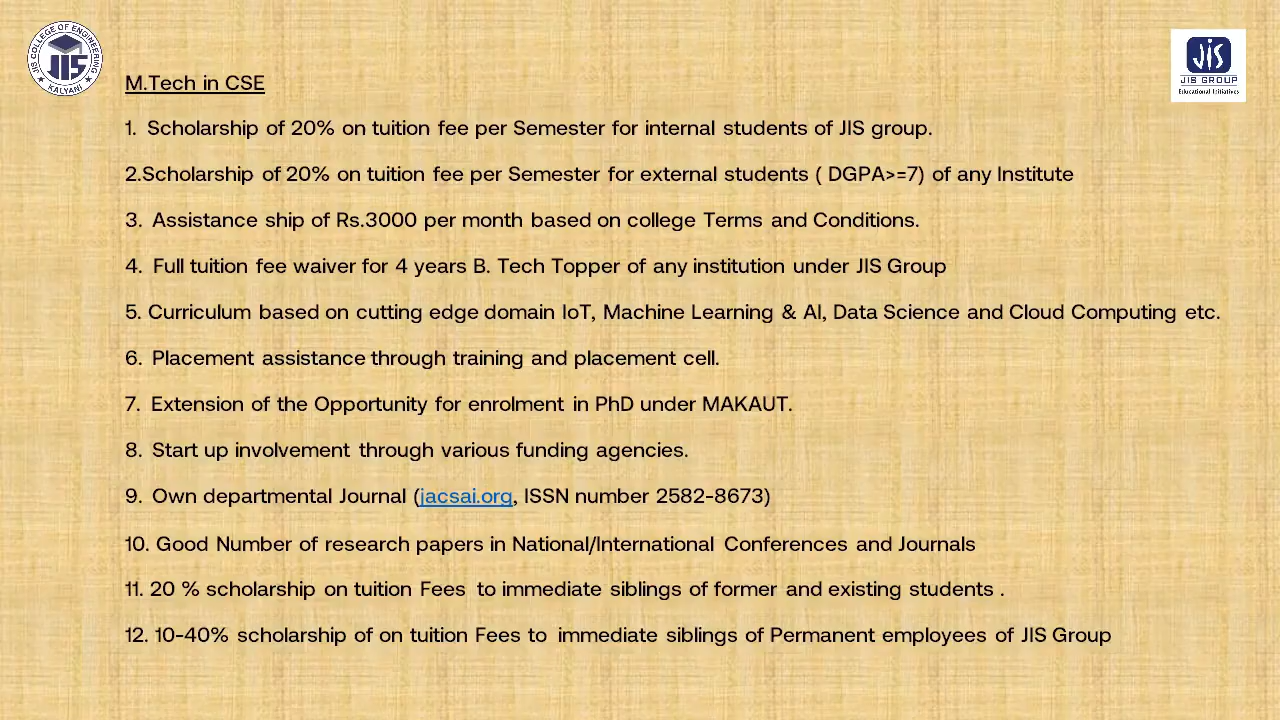 JIS COLLEGE OF ENGINEERING
JIS
KALYANI
JIS
JIS GROUP
Educational Initiatives
M.Tech in CSE
1. Scholarship of 20% on tuition fee per Semester for internal students of JIS group.
2.Scholarship of 20% on tuition fee per Semester for external students ( DGPA>=7) of any Institute
3. Assistance ship of Rs.3000 per month based on college Terms and Conditions.
4. Full tuition fee waiver for 4 years B. Tech Topper of any institution under JIS Group
5. Curriculum based on cutting edge domain IoT, Machine Learning & AI, Data Science and Cloud Computing etc.
6. Placement assistance through training and placement cell.
7. Extension of the Opportunity for enrolment in PhD under MAKAUT.
8. Start up involvement through various funding agencies.
9. Own departmental Journal (jacsai.org, ISSN number 2582-8673)
10. Good Number of research papers in National/International Conferences and Journals
11. 20 % scholarship on tuition Fees to immediate siblings of former and existing students .
12. 10-40% scholarship of on tuition Fees to immediate siblings of Permanent employees of JIS Group